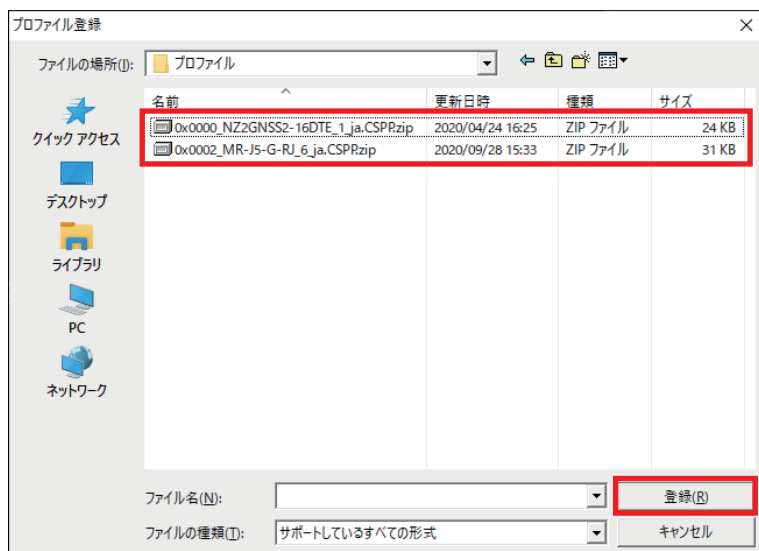 プロファイル登録
ファイルの場所(I): プロファイル
名前 更新日時 種類 サイズ
0x0000_NZ2GNSS2-16DTE_1_ja.CSPP.zip 2020/04/24 16:25 ZIP ファイル 24 KB
0x0002_MR-J5-G-RJ_6_ja.CSPP.zip 2020/09/28 15:33 ZIP ファイル 31 KB
クイック アクセス
デスクトップ
ライブラリ
PC
ネットワーク
ファイル名(N): 登録(R)
ファイルの種類(T): サポートしているすべての形式 キャンセル